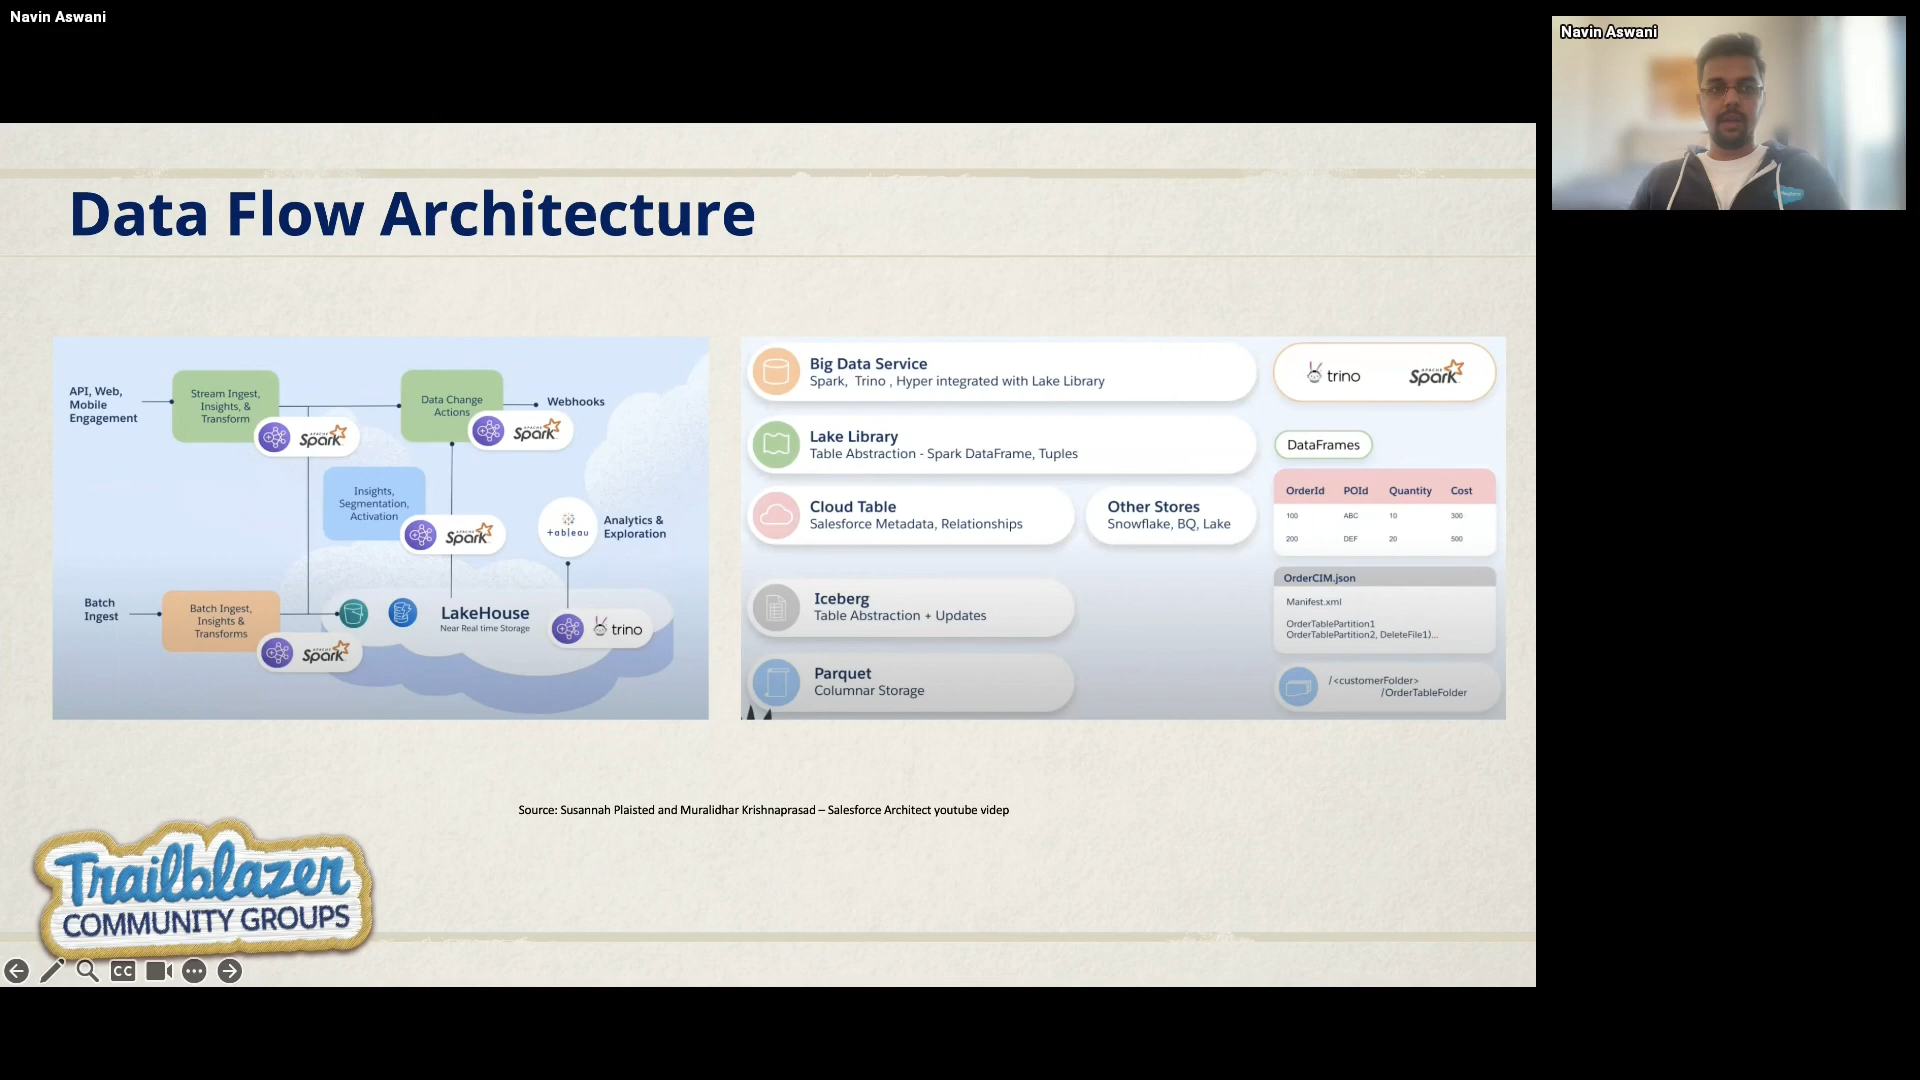 Navin Aswani
Navin Aswani
Data Flow Architecture
API, Web,
Mobile
Engagement
Stream Ingest,
Insights, &
Transform
APACHE
Spark
Data Change
Actions
APACHE
Spark
Webhooks
Insights,
Segmentation,
Activation
APACHE
Spark
+ableau
Analytics &
Exploration
Batch
Ingest
Batch Ingest,
Insights &
Transforms
APACHE
Spark
LakeHouse
Near Real time Storage
trino
Big Data Service
Spark, Trino , Hyper integrated with Lake Library
Lake Library
Table Abstraction - Spark DataFrame, Tuples
Cloud Table
Salesforce Metadata, Relationships
Other Stores
Snowflake, BQ, Lake
Iceberg
Table Abstraction + Updates
Parquet
Columnar Storage
trino
APACHE
Spark
DataFrames
OrderId POId Quantity Cost
100 ABC 10 300
200 DEF 20 500
OrderCIM.json
Manifest.xml
OrderTablePartition1
OrderTablePartition2, DeleteFile1)...
/<customerFolder>
/OrderTableFolder
Source: Susannah Plaisted and Muralidhar Krishnaprasad – Salesforce Architect youtube videp
Trailblazer
COMMUNITY GROUPS
CC